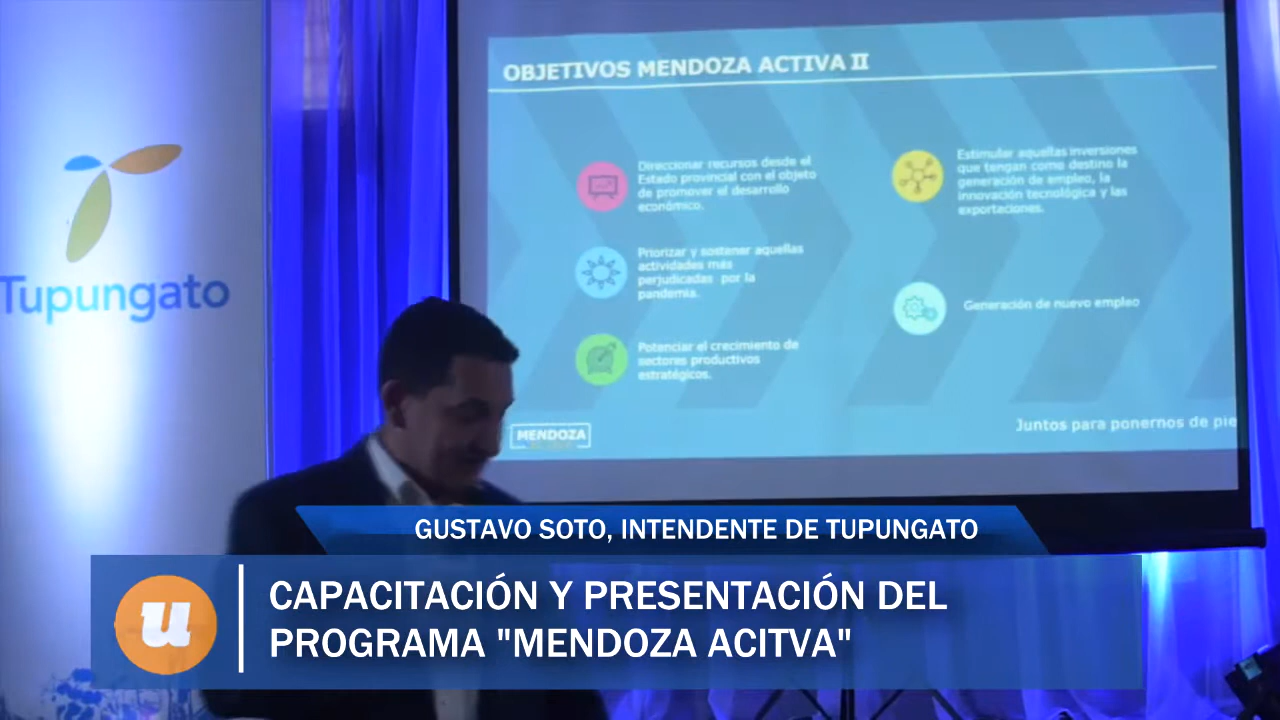 OBJETIVOS MENDOZA ACTIVA II
Direccionar recursos desde el
Estado provincial con el objeto
de promover el desarrollo
económico.
Priorizar y sostener aquellas
actividades más
perjudicadas por la
pandemia.
Potenciar el crecimiento de
sectores productivos
estratégicos.
Estimular aquellas inversiones
que tengan como destino la
generación de empleo, la
innovación tecnológica y las
exportaciones.
Generación de nuevo empleo
MENDOZA
Juntos para ponernos de pie
Tupungato
GUSTAVO SOTO, INTENDENTE DE TUPUNGATO
u
CAPACITACIÓN Y PRESENTACIÓN DEL
PROGRAMA "MENDOZA ACITVA"